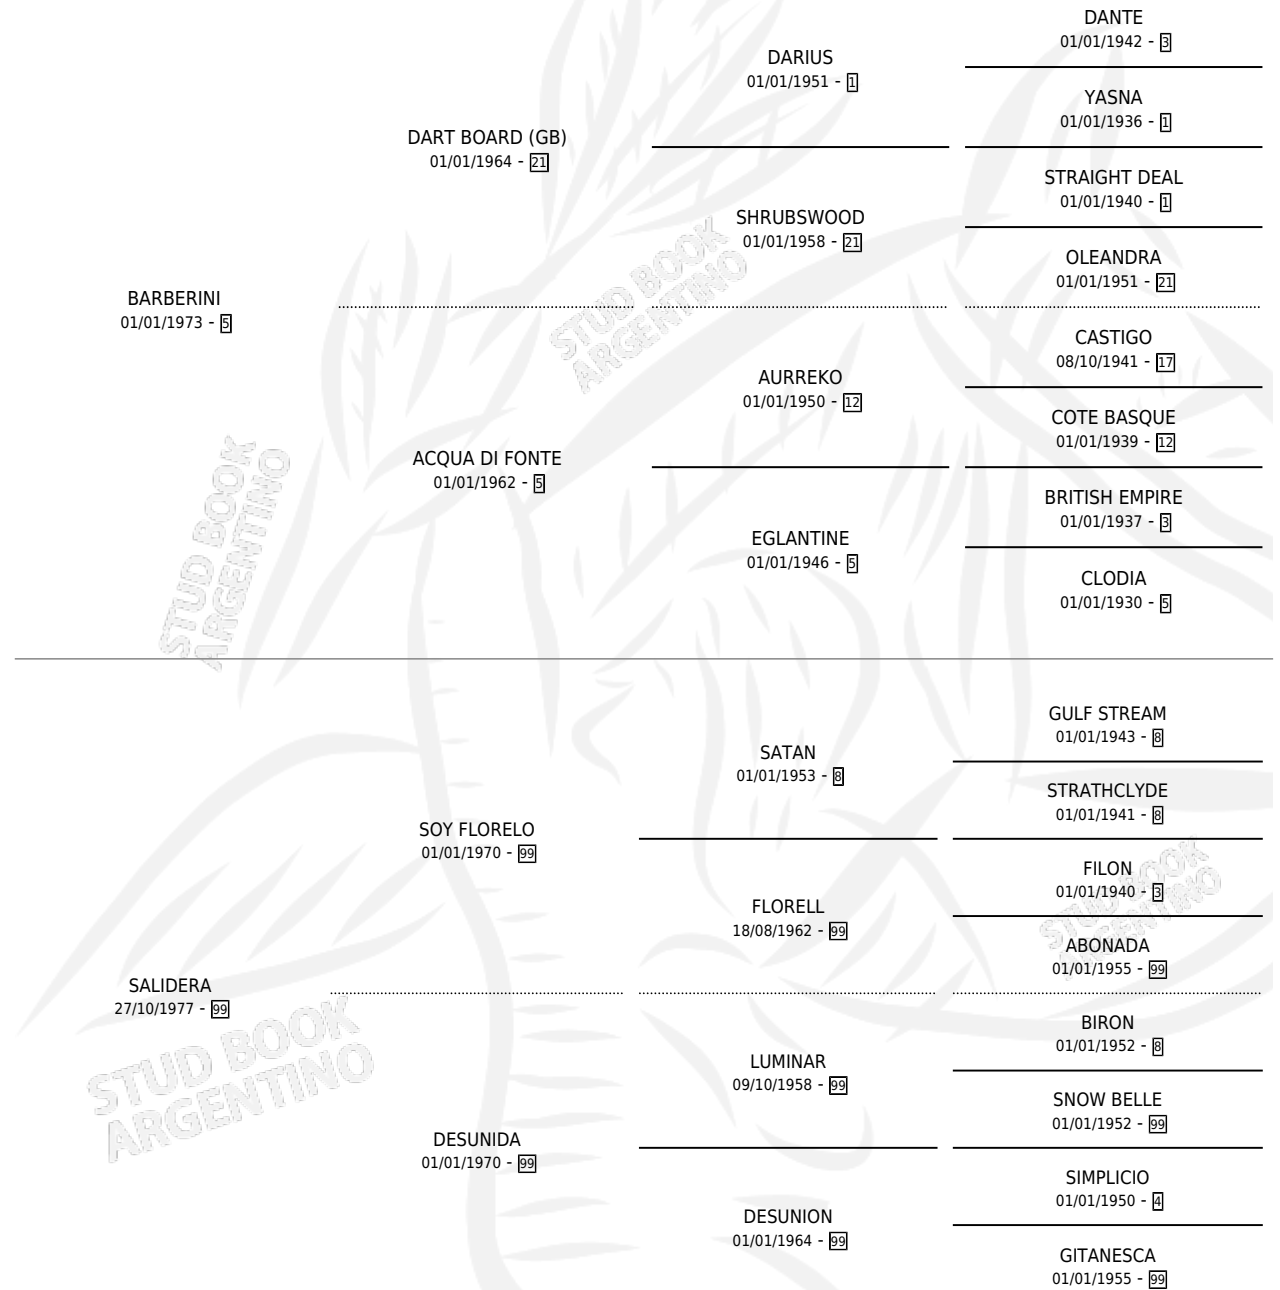 DANTE
01/01/1942 - 3
DARIUS
01/01/1951 - 1
YASNA
01/01/1936 - 1
DART BOARD (GB)
01/01/1964 - 21
STRAIGHT DEAL
01/01/1940 - 1
SHRUBSWOOD
01/01/1958 - 21
OLEANDRA
01/01/1951 - 21
BARBERINI
01/01/1973 - 5
CASTIGO
08/10/1941 - 17
AURREKO
01/01/1950 - 12
COTE BASQUE
01/01/1939 - 12
ACQUA DI FONTE
01/01/1962 - 5
BRITISH EMPIRE
01/01/1937 - 3
EGLANTINE
01/01/1946 - 5
CLODIA
01/01/1930 - 5
GULF STREAM
01/01/1943 - 8
SATAN
01/01/1953 - 8
STRATHCLYDE
01/01/1941 - 8
SOY FLORELO
01/01/1970 - 99
FILON
01/01/1940 - 3
FLORELL
18/08/1962 - 99
ABONADA
01/01/1955 - 99
SALIDERA
27/10/1977 - 99
BIRON
01/01/1952 - 8
LUMINAR
09/10/1958 - 99
SNOW BELLE
01/01/1952 - 99
DESUNIDA
01/01/1970 - 99
SIMPLICIO
01/01/1950 - 4
DESUNION
01/01/1964 - 99
GITANESCA
01/01/1955 - 99
STUD BOOK
ARGENTINO
STUD BOOK
ARGENTINO
STUD BOOK
ARGENTINO
STUD BOOK
ARGENTINO